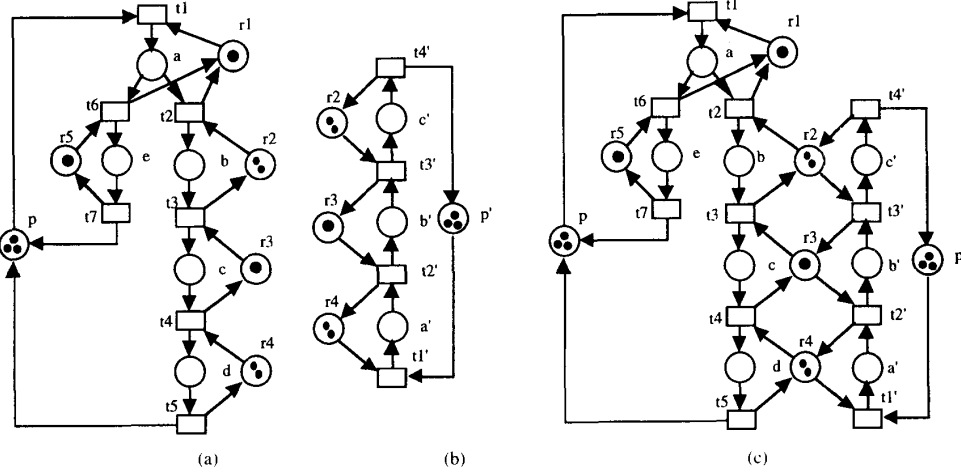 t1
r1
a
t6
t2
r5
e
b
r2
t3
t7
p
r3
c
t4
r4
d
t5
(a)
t4'
r2
c'
t3'
r3
b'
p'
t2'
r4
a'
t1'
(b)
t1
r1
a
t6
t2
t4'
r5
e
b
r2
c'
t3
t3'
t7
p
r3
c
b'
p
t4
t2'
r4
d
a'
t5
t1'
(c)